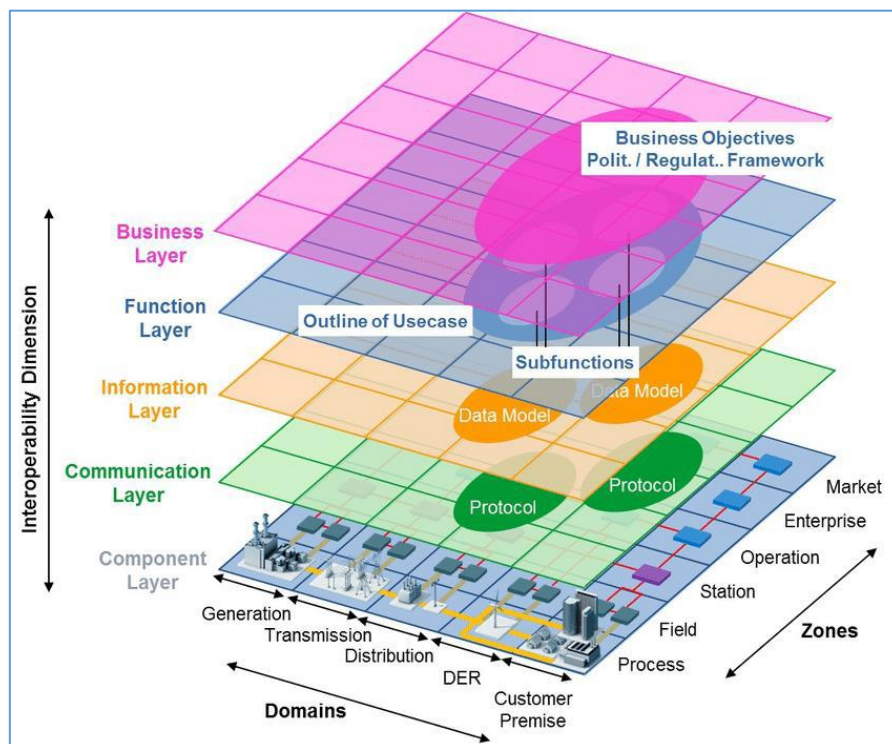 Business Objectives
Polit. / Regulat.. Framework
Business
Layer
Function
Layer
Outline of Usecase
Subfunctions
Information
Layer
Data Model
Data Model
Communication
Layer
Protocol
Protocol
Component
Layer
Interoperability Dimension
Market
Enterprise
Operation
Station
Field
Process
Zones
Generation
Transmission
Distribution
DER
Customer
Premise
Domains